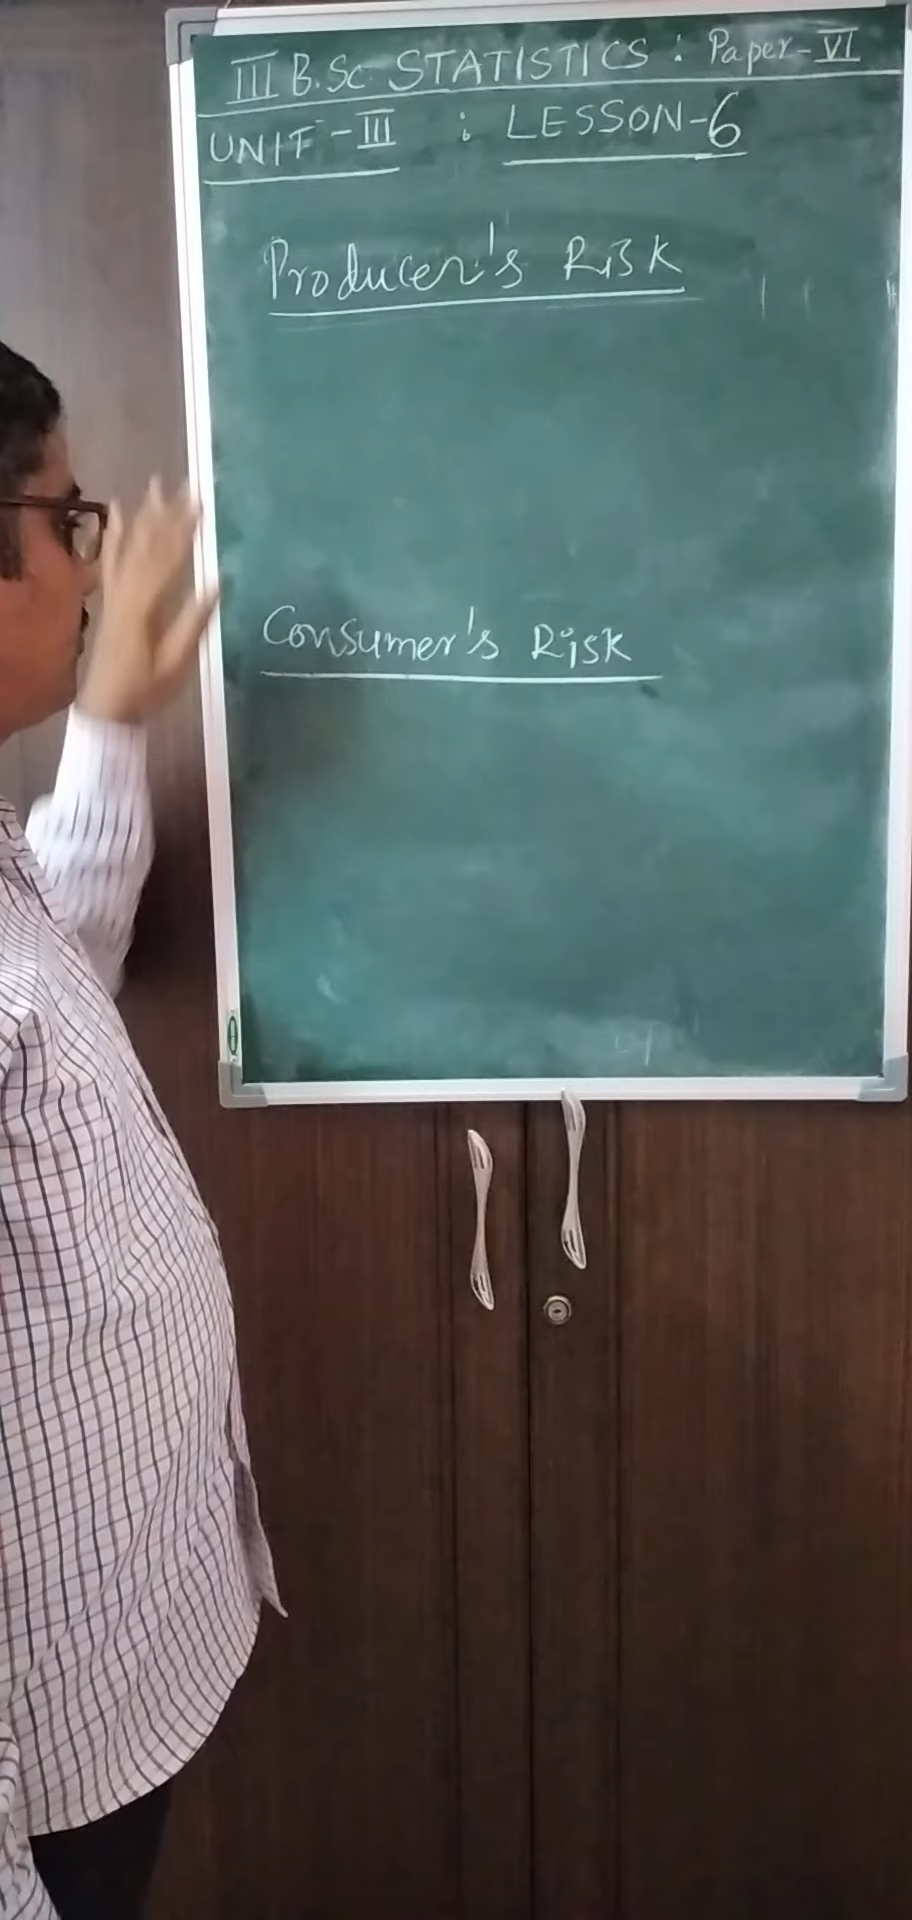 III B.Sc STATISTICS : Paper-VI
UNIT-III : LESSON-6
Producer's Risk
Consumer's Risk